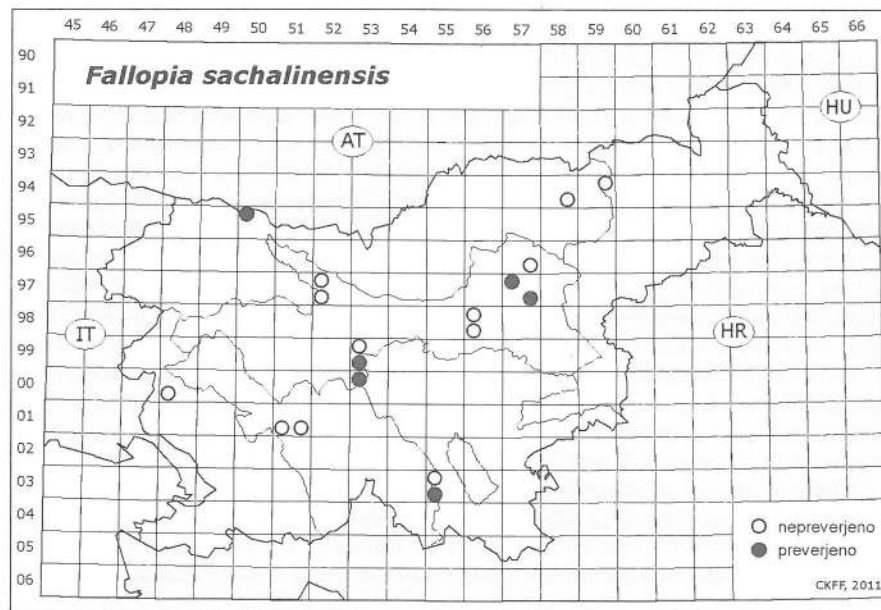 45 46 47 48 49 50 51 52 53 54 55 56 57 58 59 60 61 62 63 64 65 66
90
Fallopia sachalinensis
91
HU
92
AT
93
94
95
96
97
98
IT
HR
99
00
01
02
03
04
nepreverjeno
05
preverjeno
06
CKFF, 2011